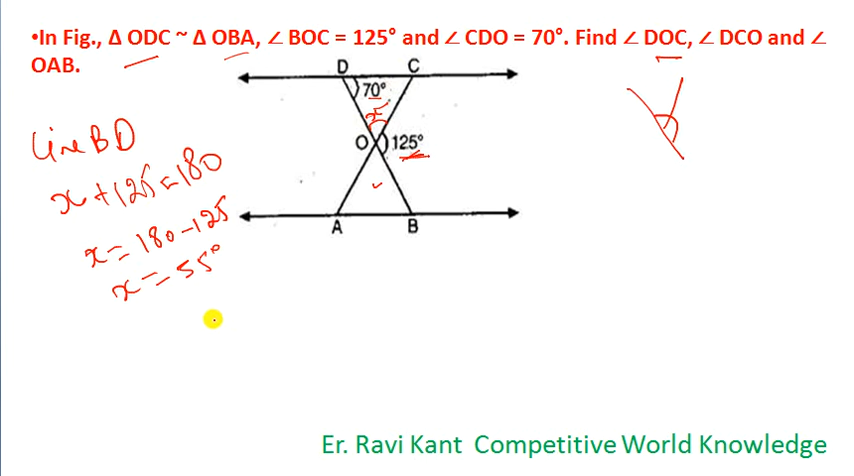 •In Fig., Δ ODC ~ Δ OBA, ∠ BOC = 125° and ∠ CDO = 70°. Find ∠ DOC, ∠ DCO and ∠
OAB.
D C
70°
x
O 125°
A B
Line BD
x + 125 = 180
x = 180 - 125
x = 55°
Er. Ravi Kant Competitive World Knowledge